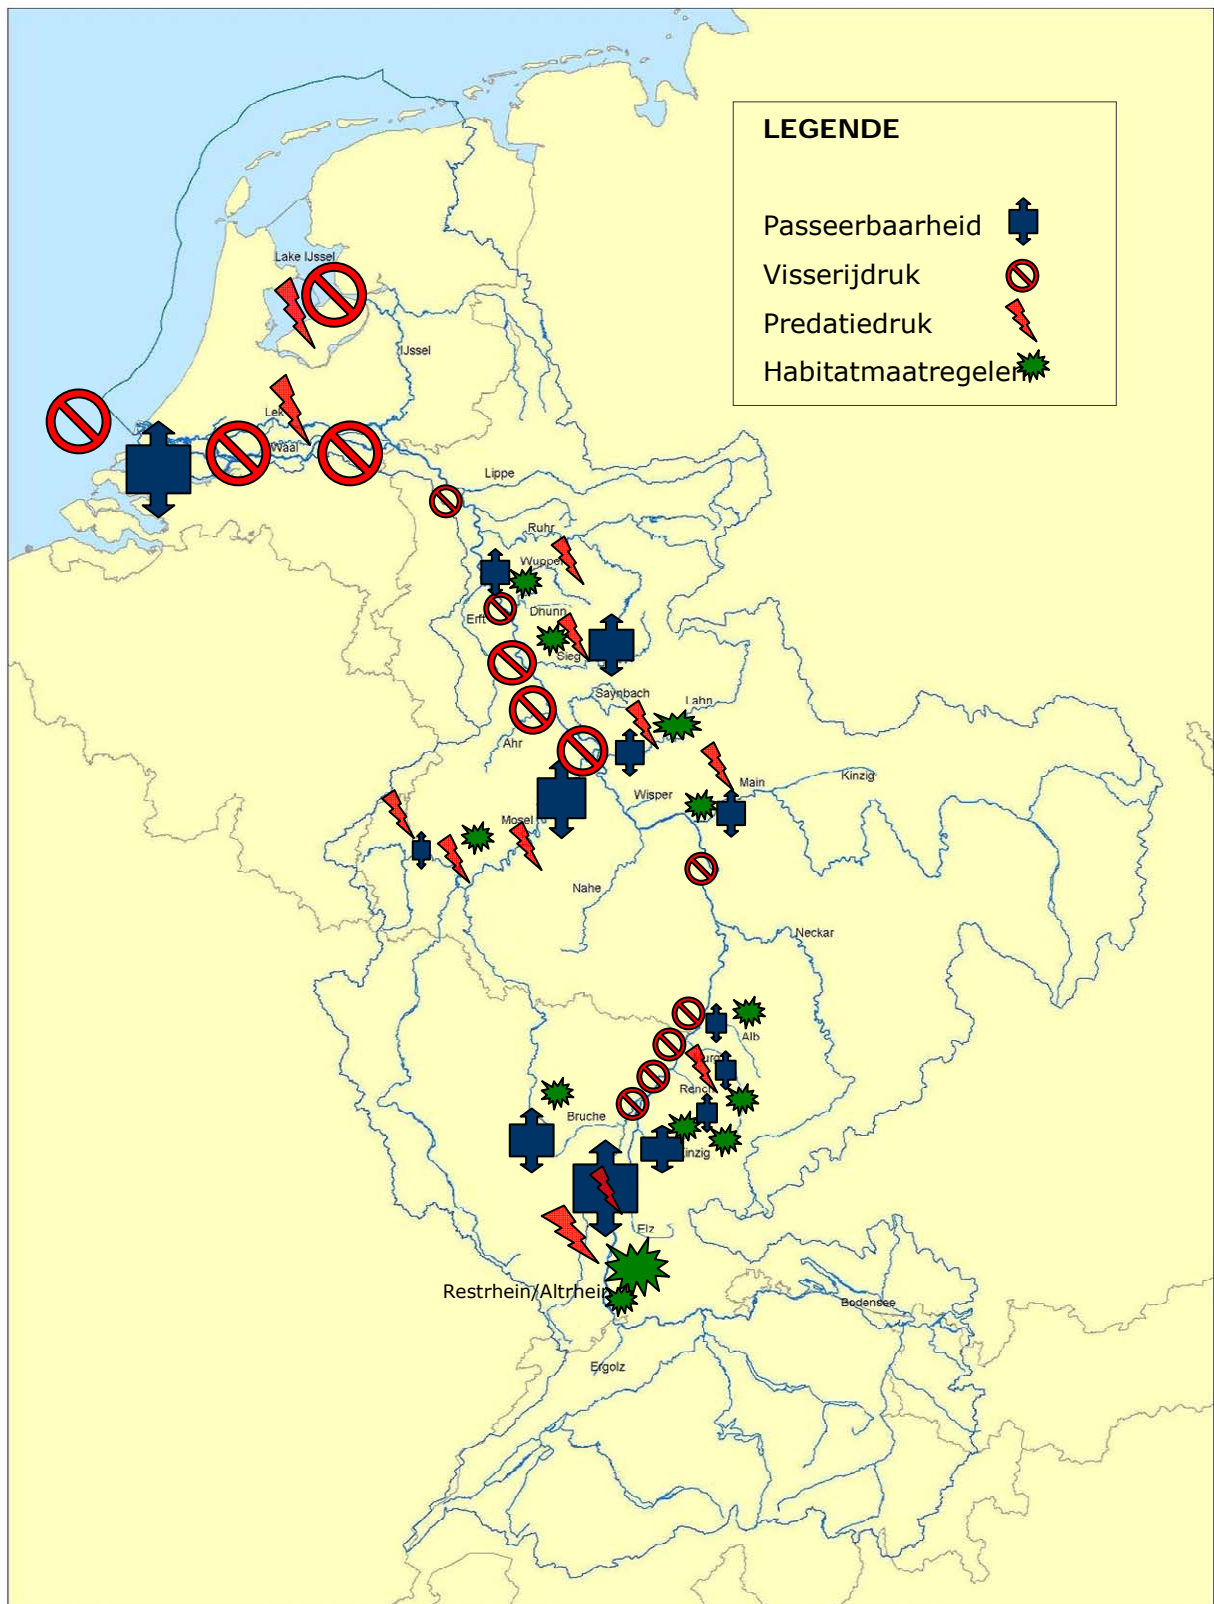 LEGENDE
Passeerbaarheid
Visserijdruk
Predatiedruk
Habitatmaatregelen
Lake IJssel
IJssel
Lek
Waal
Lippe
Ruhr
Wupper
Dhunn
Erft
Sieg
Saynbach
Lahn
Ahr
Main
Kinzig
Wisper
Mosel
Nahe
Neckar
Alb
Rench
Bruche
Elz
Restrhein/Altrhein
Bodensee
Ergolz